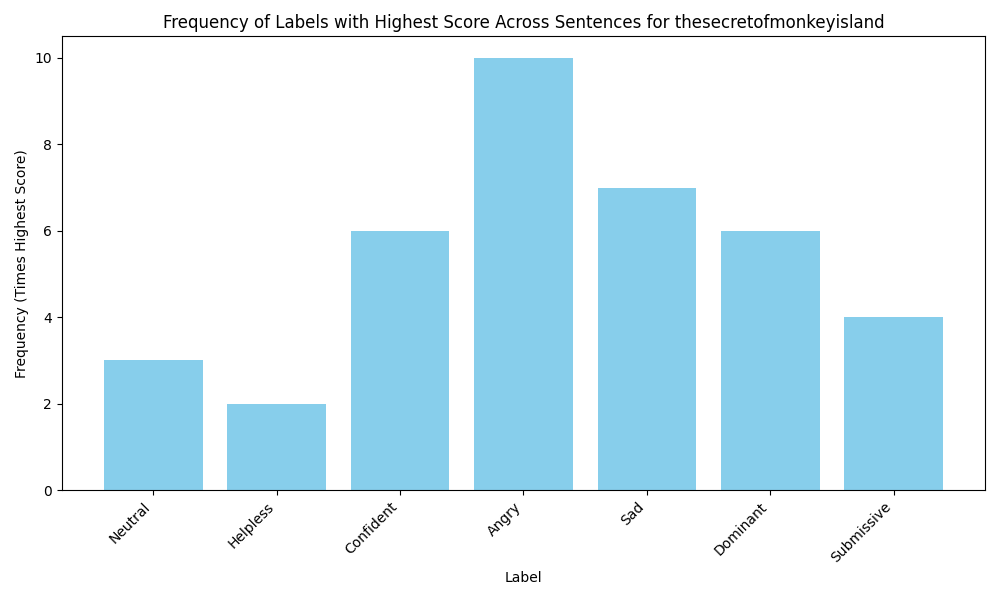 Frequency of Labels with Highest Score Across Sentences for thesecretofmonkeyisland
Frequency (Times Highest Score)
10
8
6
4
2
0
Neutral
Helpless
Confident
Angry
Sad
Dominant
Submissive
Label